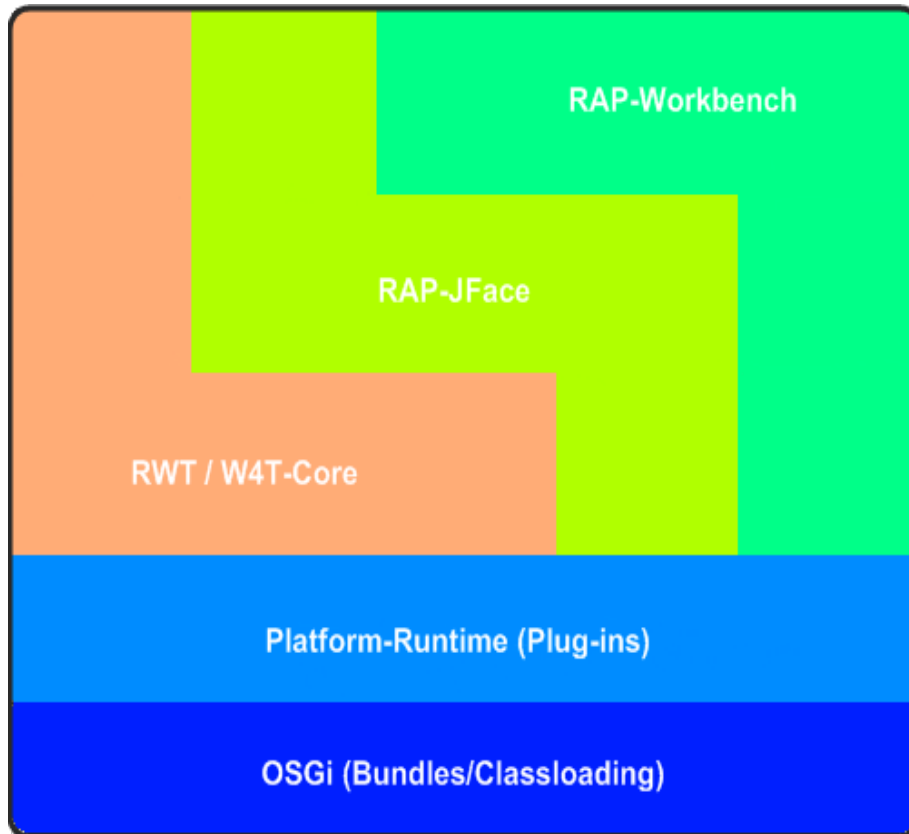 RAP-Workbench
RAP-JFace
RWT / W4T-Core
Platform-Runtime (Plug-ins)
OSGi (Bundles/Classloading)